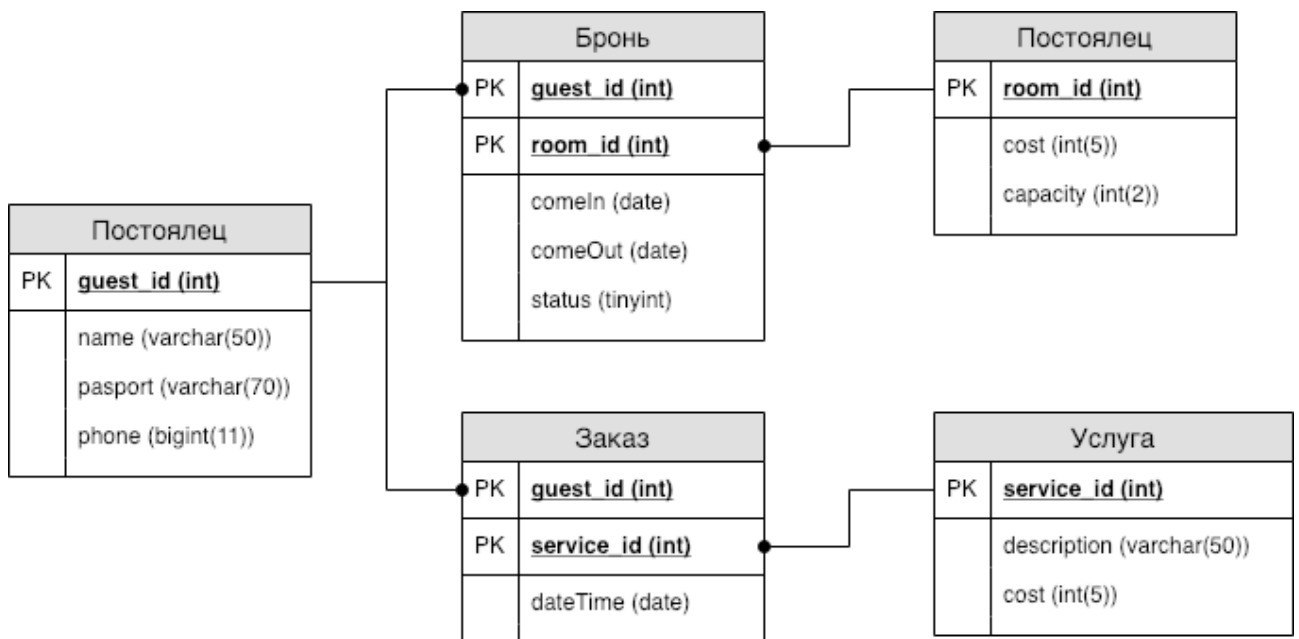 Бронь
PK guest_id (int)
PK room_id (int)
comeIn (date)
comeOut (date)
status (tinyint)
Постоялец
PK room_id (int)
cost (int(5))
capacity (int(2))
Постоялец
PK guest_id (int)
name (varchar(50))
pasport (varchar(70))
phone (bigint(11))
Заказ
PK guest_id (int)
PK service_id (int)
dateTime (date)
Услуга
PK service_id (int)
description (varchar(50))
cost (int(5))